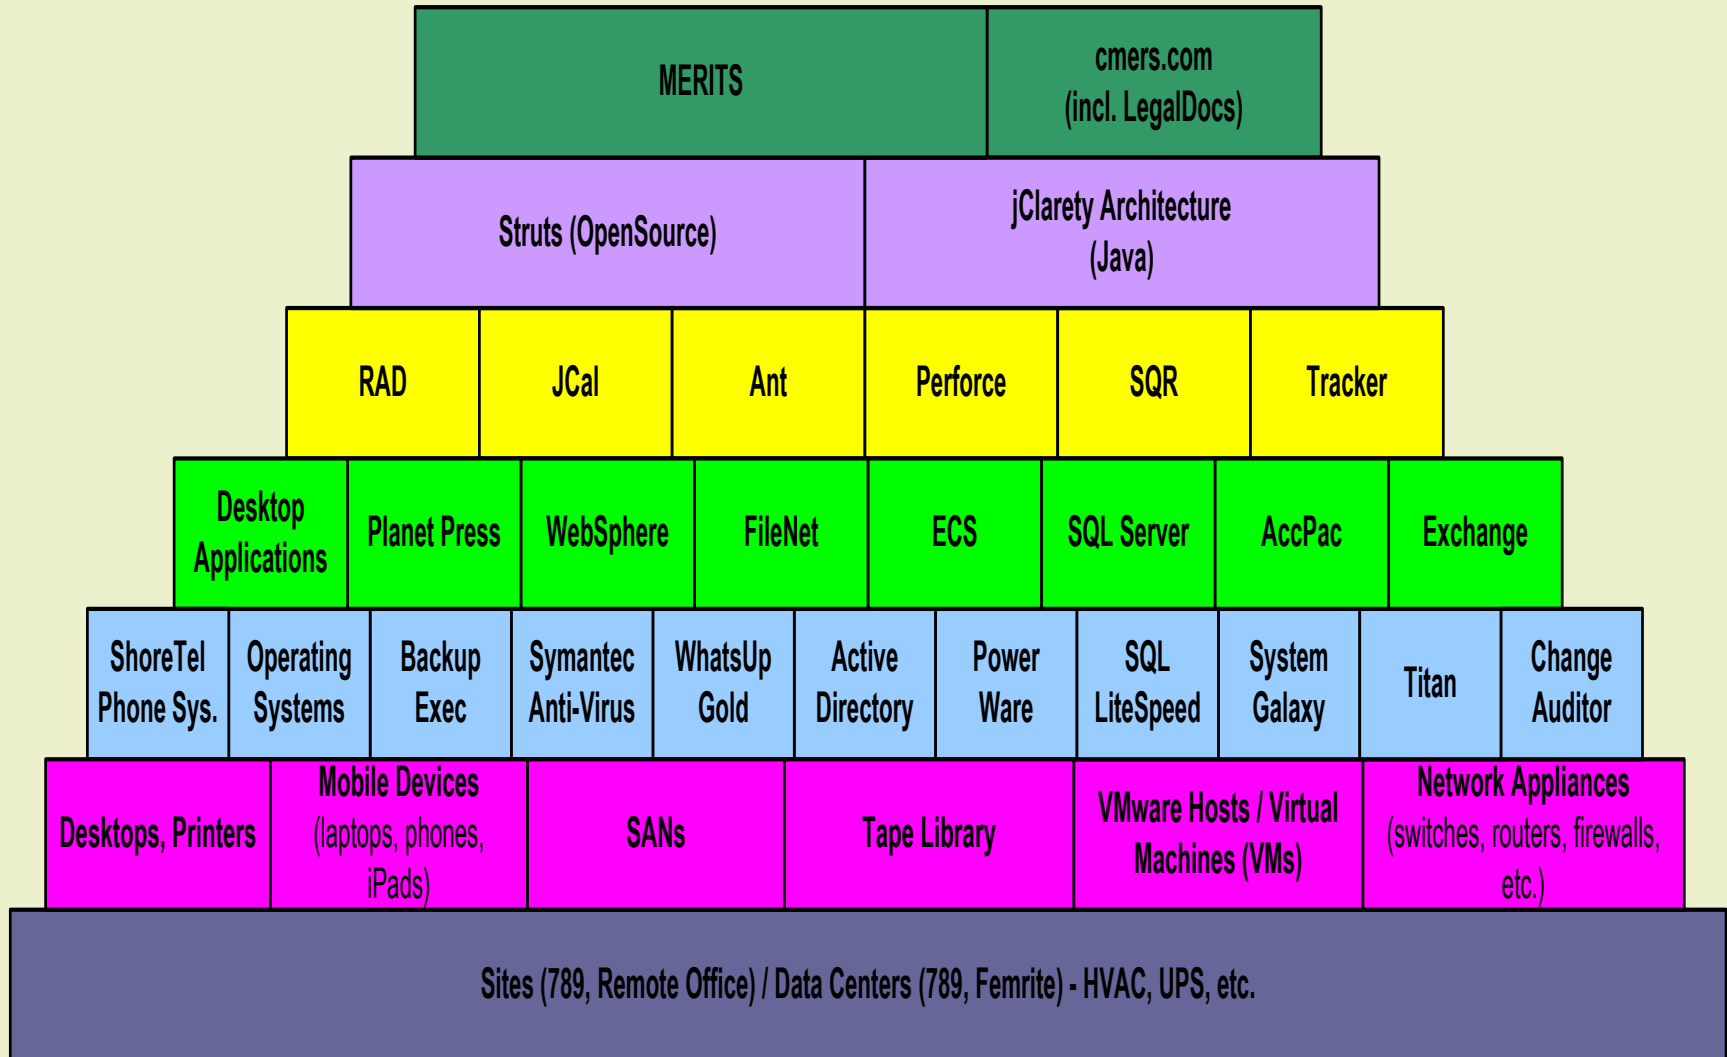 MERITS
cmers.com
(incl. LegalDocs)
Struts (OpenSource)
jClarety Architecture
(Java)
RAD
JCal
Ant
Perforce
SQR
Tracker
Desktop
Applications
Planet Press
WebSphere
FileNet
ECS
SQL Server
AccPac
Exchange
ShoreTel
Phone Sys.
Operating
Systems
Backup
Exec
Symantec
Anti-Virus
WhatsUp
Gold
Active
Directory
Power
Ware
SQL
LiteSpeed
System
Galaxy
Titan
Change
Auditor
Desktops, Printers
Mobile Devices
(laptops, phones,
iPads)
SANs
Tape Library
VMware Hosts / Virtual
Machines (VMs)
Network Appliances
(switches, routers, firewalls,
etc.)
Sites (789, Remote Office) / Data Centers (789, Femrite) - HVAC, UPS, etc.